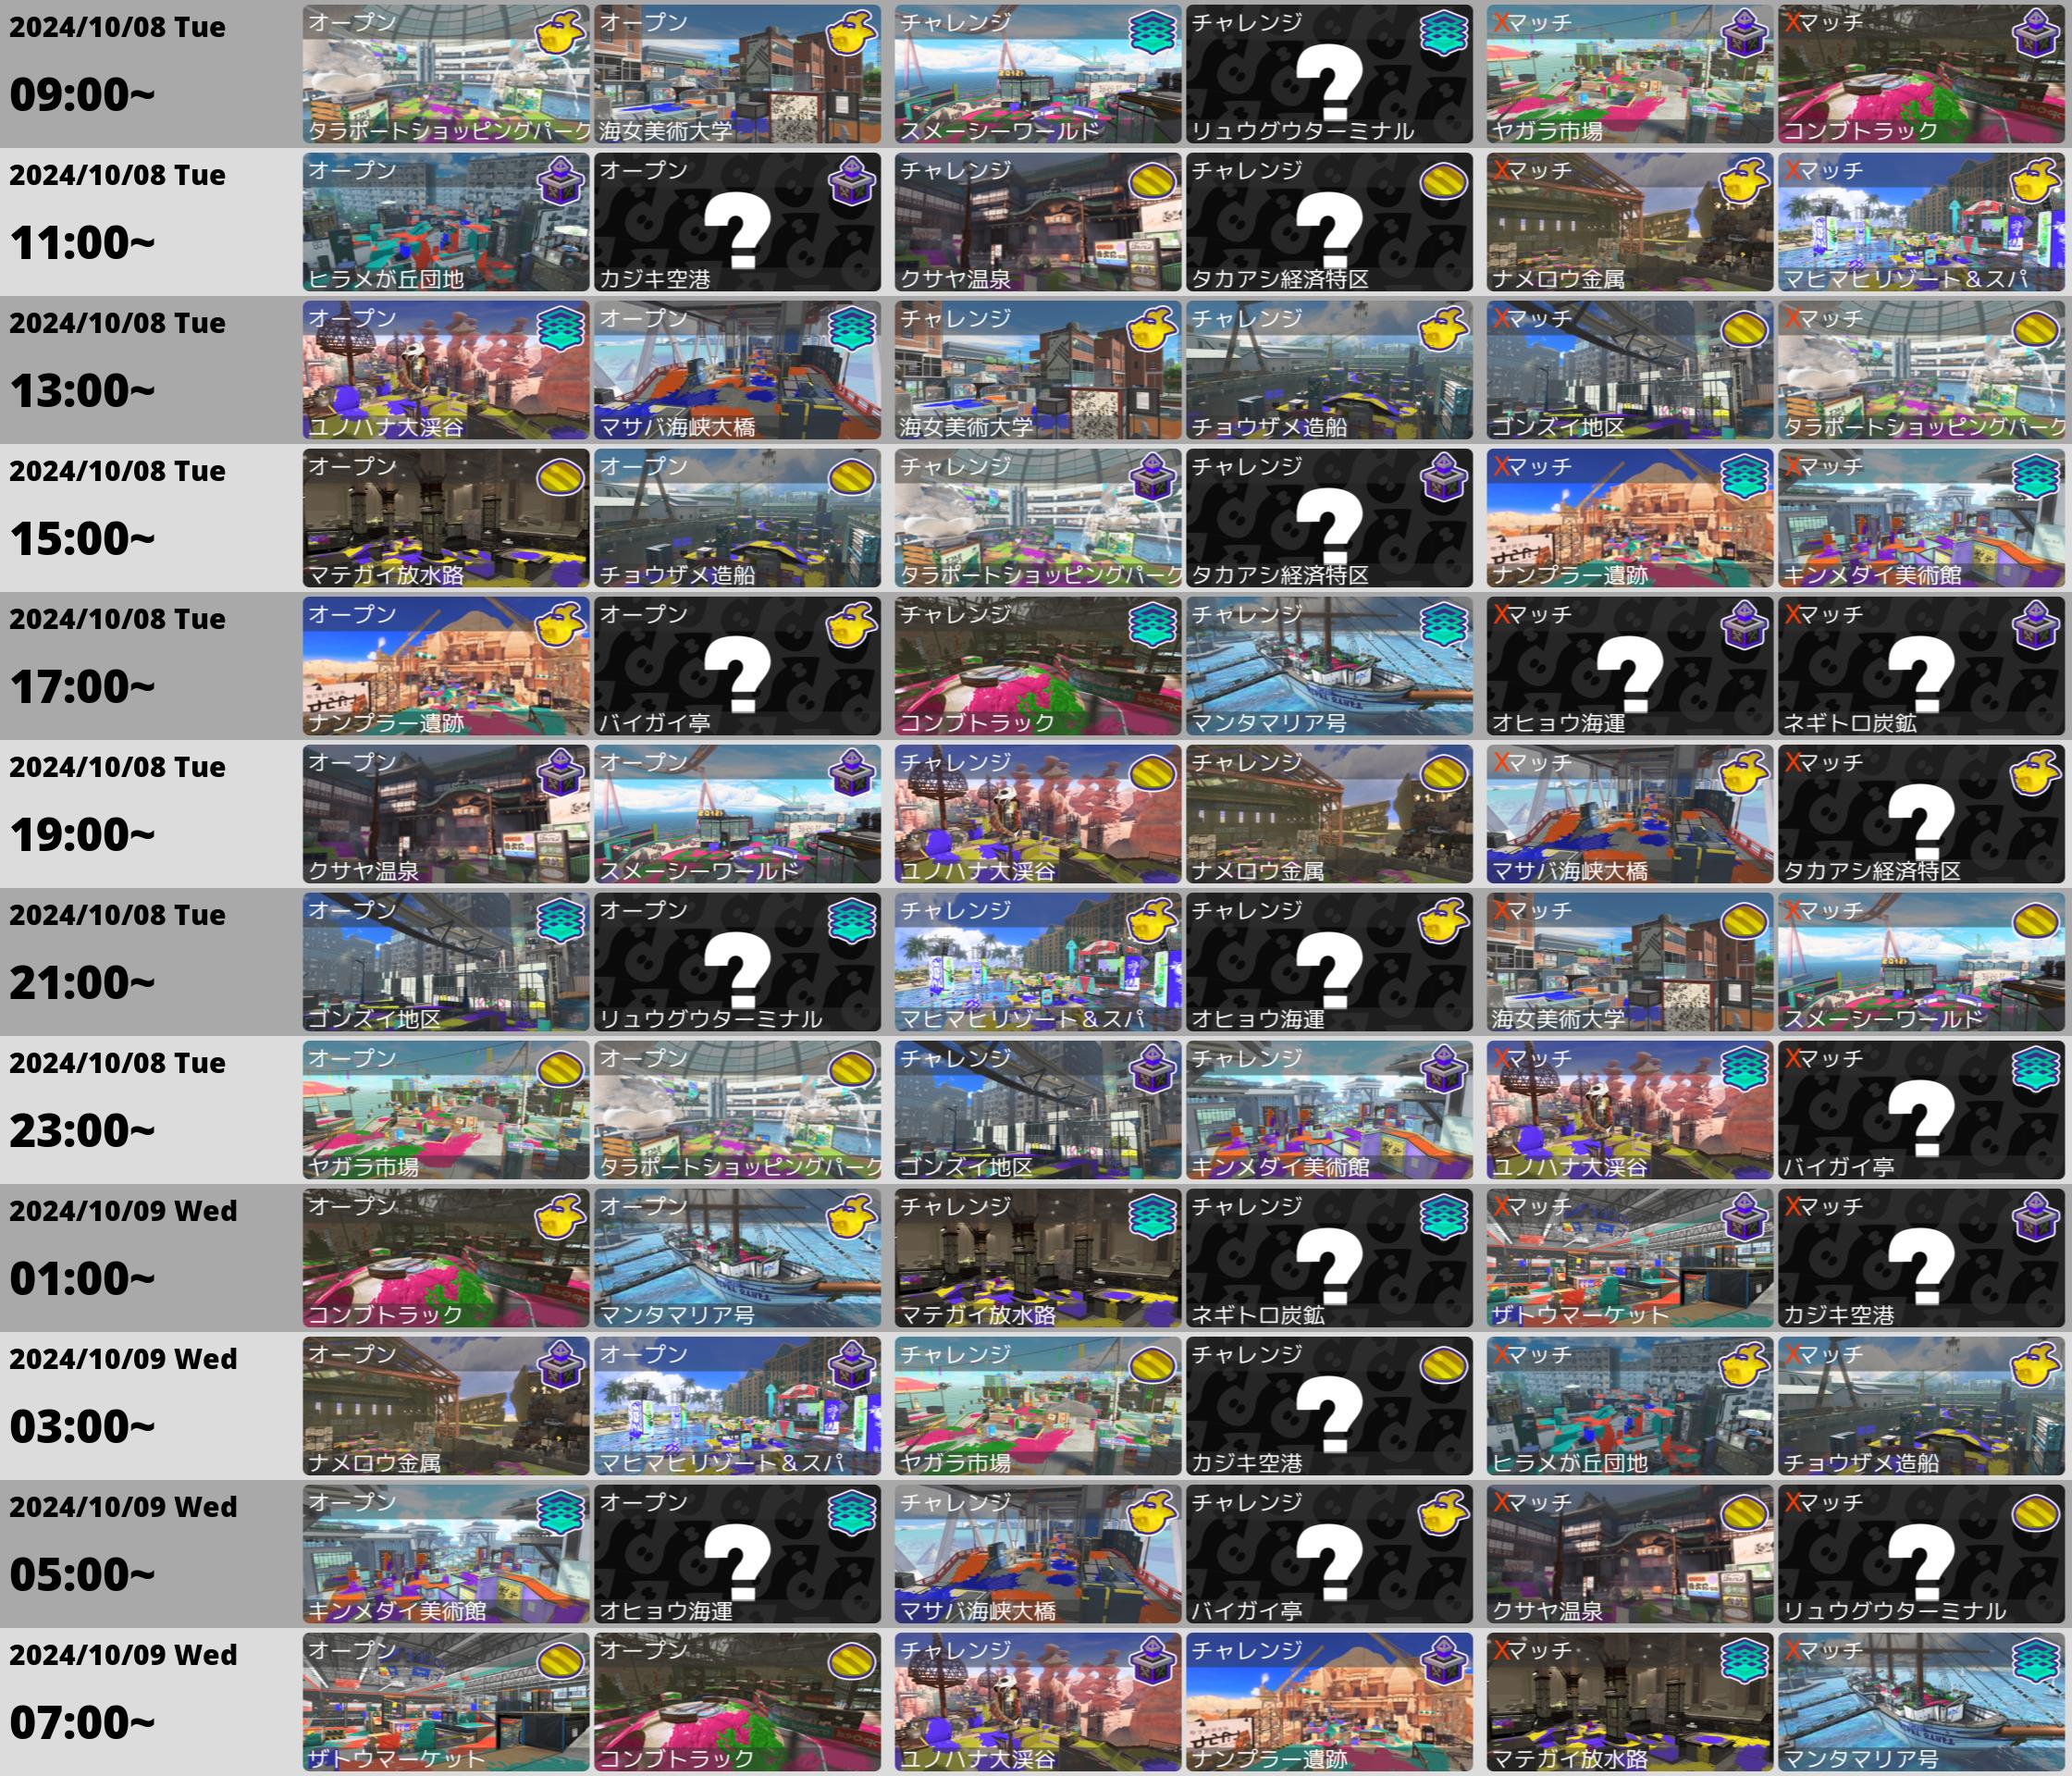 2024/10/08 Tue
09:00~
オープン
タラポートショッピングパーク
オープン
海女美術大学
チャレンジ
スメーシーワールド
チャレンジ
リュウグウターミナル
Xマッチ
ヤガラ市場
Xマッチ
コンブトラック
2024/10/08 Tue
11:00~
オープン
ヒラメが丘団地
オープン
カジキ空港
チャレンジ
クサヤ温泉
チャレンジ
タカアシ経済特区
Xマッチ
ナメロウ金属
Xマッチ
マヒマヒリゾート＆スパ
2024/10/08 Tue
13:00~
オープン
ユノハナ大渓谷
オープン
マサバ海峡大橋
チャレンジ
海女美術大学
チャレンジ
チョウザメ造船
Xマッチ
ゴンズイ地区
Xマッチ
タラポートショッピングパーク
2024/10/08 Tue
15:00~
オープン
マテガイ放水路
オープン
チョウザメ造船
チャレンジ
タラポートショッピングパーク
チャレンジ
タカアシ経済特区
Xマッチ
ナンプラー遺跡
Xマッチ
キンメダイ美術館
2024/10/08 Tue
17:00~
オープン
ナンプラー遺跡
オープン
バイガイ亭
チャレンジ
コンブトラック
チャレンジ
マンタマリア号
Xマッチ
オヒョウ海運
Xマッチ
ネギトロ炭鉱
2024/10/08 Tue
19:00~
オープン
クサヤ温泉
オープン
スメーシーワールド
チャレンジ
ユノハナ大渓谷
チャレンジ
ナメロウ金属
Xマッチ
マサバ海峡大橋
Xマッチ
タカアシ経済特区
2024/10/08 Tue
21:00~
オープン
ゴンズイ地区
オープン
リュウグウターミナル
チャレンジ
マヒマヒリゾート＆スパ
チャレンジ
オヒョウ海運
Xマッチ
海女美術大学
Xマッチ
スメーシーワールド
2024/10/08 Tue
23:00~
オープン
ヤガラ市場
オープン
タラポートショッピングパーク
チャレンジ
ゴンズイ地区
チャレンジ
キンメダイ美術館
Xマッチ
ユノハナ大渓谷
Xマッチ
バイガイ亭
2024/10/09 Wed
01:00~
オープン
コンブトラック
オープン
マンタマリア号
チャレンジ
マテガイ放水路
チャレンジ
ネギトロ炭鉱
Xマッチ
ザトウマーケット
Xマッチ
カジキ空港
2024/10/09 Wed
03:00~
オープン
ナメロウ金属
オープン
マヒマヒリゾート＆スパ
チャレンジ
ヤガラ市場
チャレンジ
カジキ空港
Xマッチ
ヒラメが丘団地
Xマッチ
チョウザメ造船
2024/10/09 Wed
05:00~
オープン
キンメダイ美術館
オープン
オヒョウ海運
チャレンジ
マサバ海峡大橋
チャレンジ
バイガイ亭
Xマッチ
クサヤ温泉
Xマッチ
リュウグウターミナル
2024/10/09 Wed
07:00~
オープン
ザトウマーケット
オープン
コンブトラック
チャレンジ
ユノハナ大渓谷
チャレンジ
ナンプラー遺跡
Xマッチ
マテガイ放水路
Xマッチ
マンタマリア号